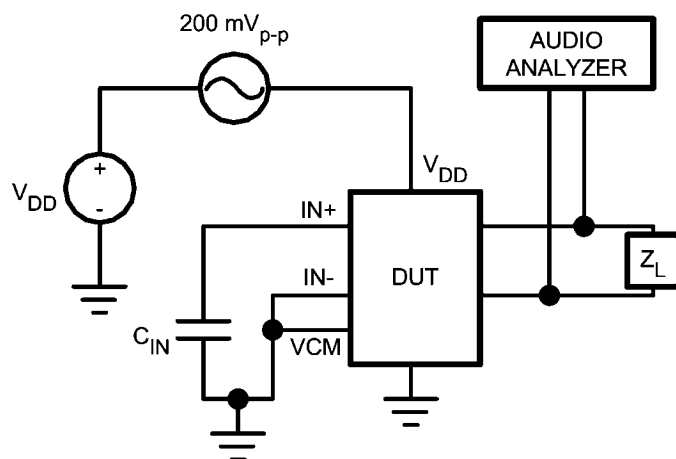 200 mVp-p
AUDIO
ANALYZER
VDD
+
-
VDD
IN+
IN-
DUT
ZL
CIN
VCM